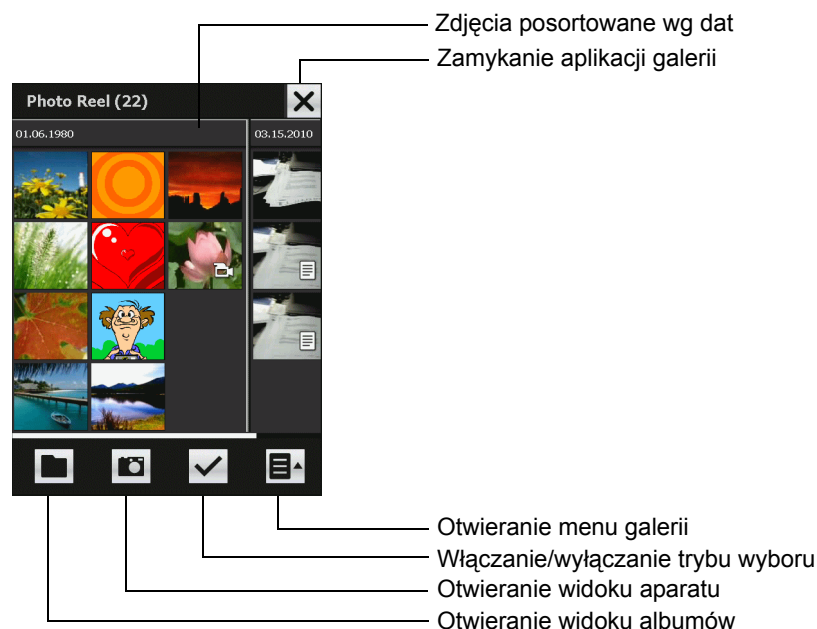 Zdjęcia posortowane wg dat
Zamykanie aplikacji galerii
Photo Reel (22)
01.06.1980
03.15.2010
Otwieranie menu galerii
Włączanie/wyłączanie trybu wyboru
Otwieranie widoku aparatu
Otwieranie widoku albumów